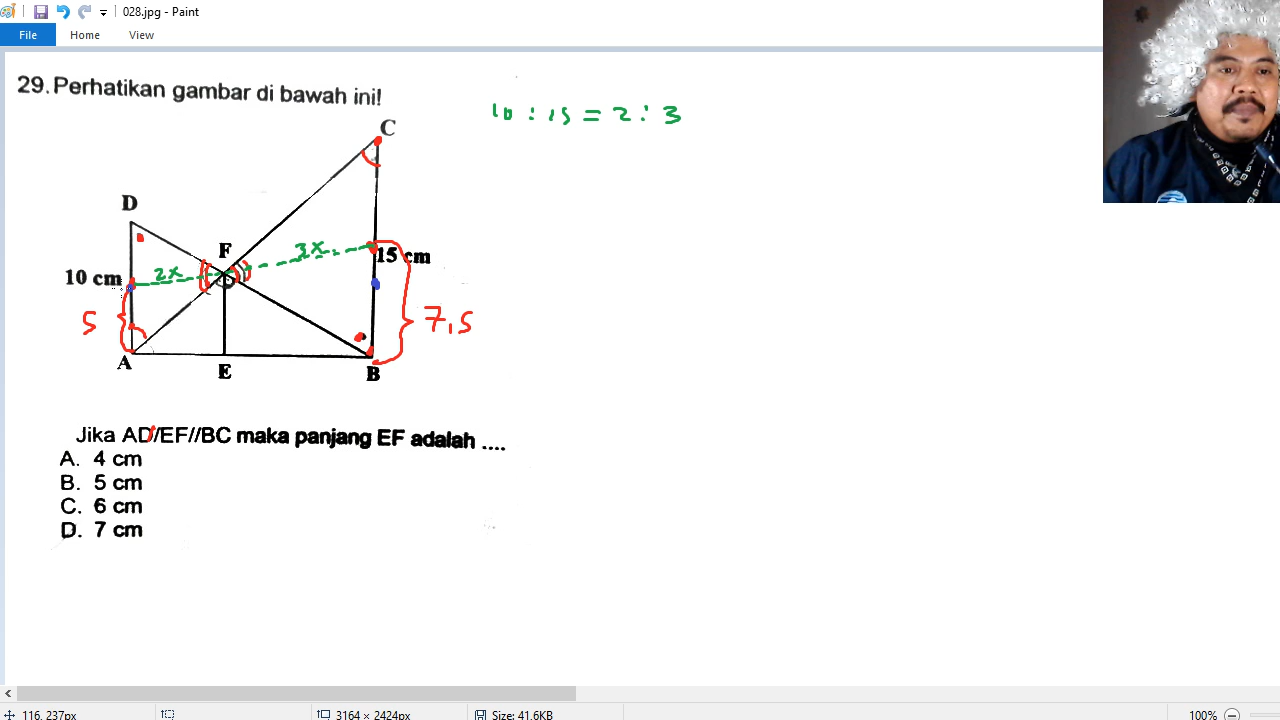 028.jpg - Paint
File Home View
29. Perhatikan gambar di bawah ini!
10 : 15 = 2 : 3
C
D
F
3x
15 cm
10 cm
2x
5
7,5
A
E
B
Jika AD//EF//BC maka panjang EF adalah ....
A. 4 cm
B. 5 cm
C. 6 cm
D. 7 cm
116, 237px
3164 × 2424px
Size: 41.6KB
100%